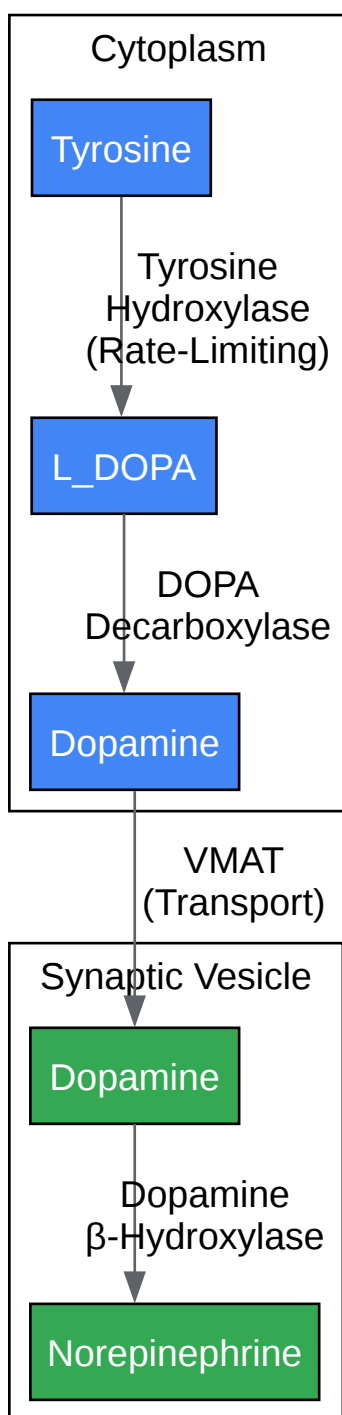 Cytoplasm
Tyrosine
Tyrosine
Hydroxylase
(Rate-Limiting)
L_DOPA
DOPA
Decarboxylase
Dopamine
VMAT
(Transport)
Synaptic Vesicle
Dopamine
Dopamine
β-Hydroxylase
Norepinephrine